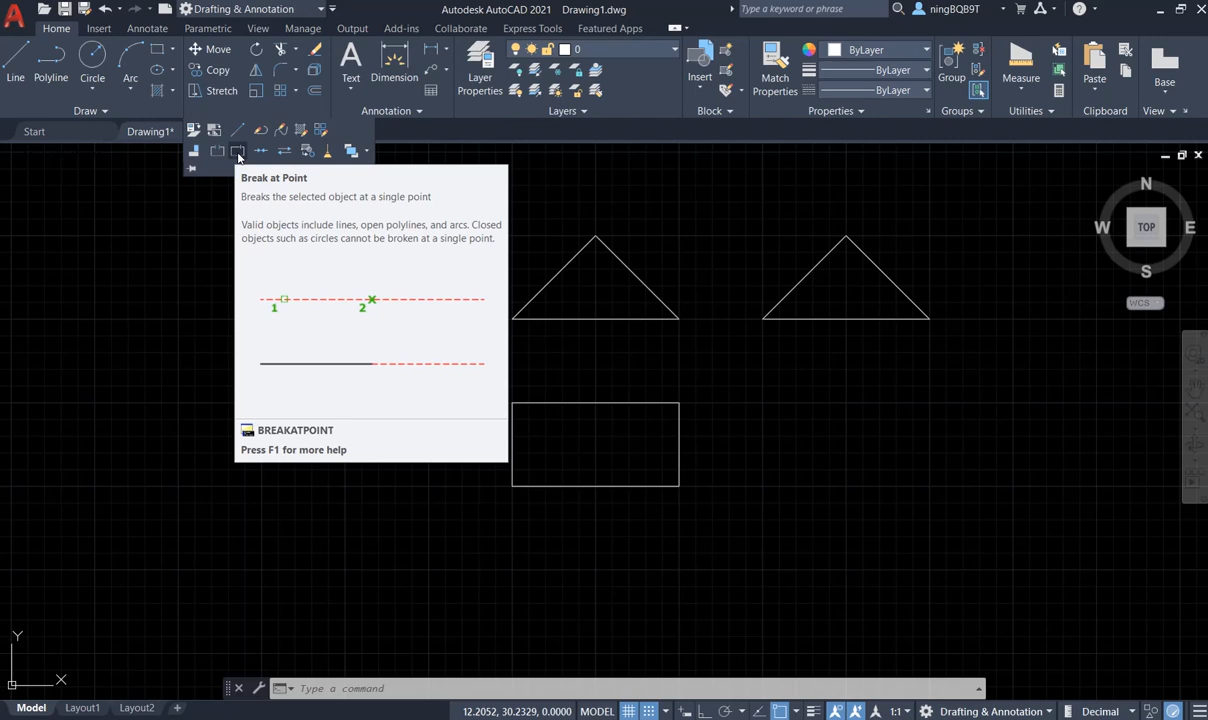 Drafting & Annotation
Autodesk AutoCAD 2021 Drawing1.dwg
Type a keyword or phrase
ningBQB9T
Home Insert Annotate Parametric View Manage Output Add-ins Collaborate Express Tools Featured Apps
Line Polyline Circle Arc
Move
Copy
Stretch
Text Dimension
Layer
Properties
0
Insert
Match
Properties
ByLayer
ByLayer
ByLayer
Group
Measure
Paste
Base
Draw Annotation Layers Block Properties Groups Utilities Clipboard View
Start Drawing1*
Break at Point
Breaks the selected object at a single point
Valid objects include lines, open polylines, and arcs. Closed
objects such as circles cannot be broken at a single point.
1 2
BREAKATPOINT
Press F1 for more help
N
W TOP E
S
WCS
Y
X
Type a command
Model Layout1 Layout2 +
12.2052, 30.2329, 0.0000 MODEL 1:1 Drafting & Annotation Decimal